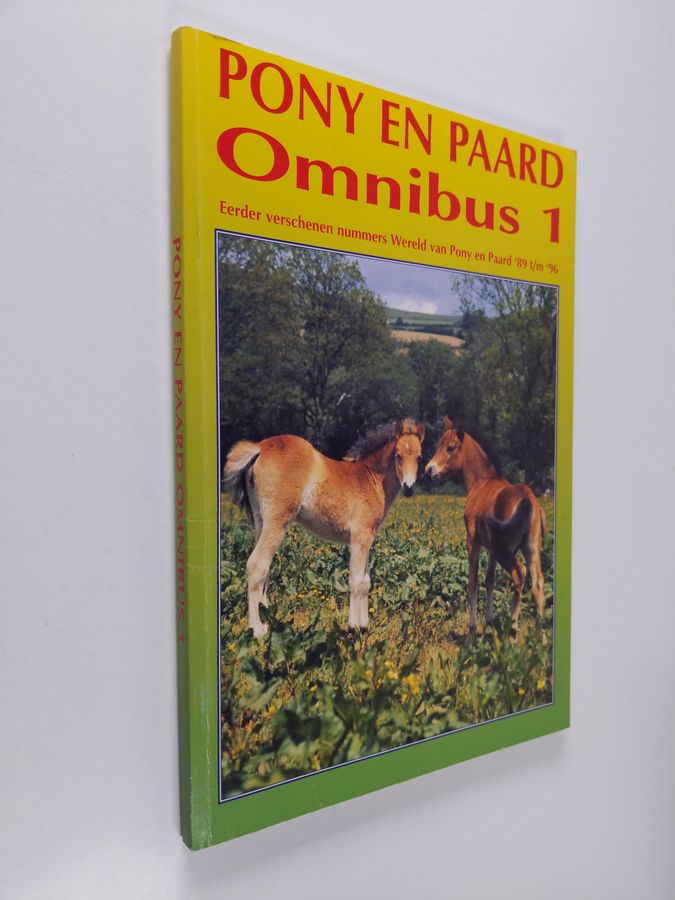 PONY EN PAARD
Omnibus 1
Eerder verschenen nummers Wereld van Pony en Paard '89 t/m '96
PONY EN PAARD OMNIBUS 1